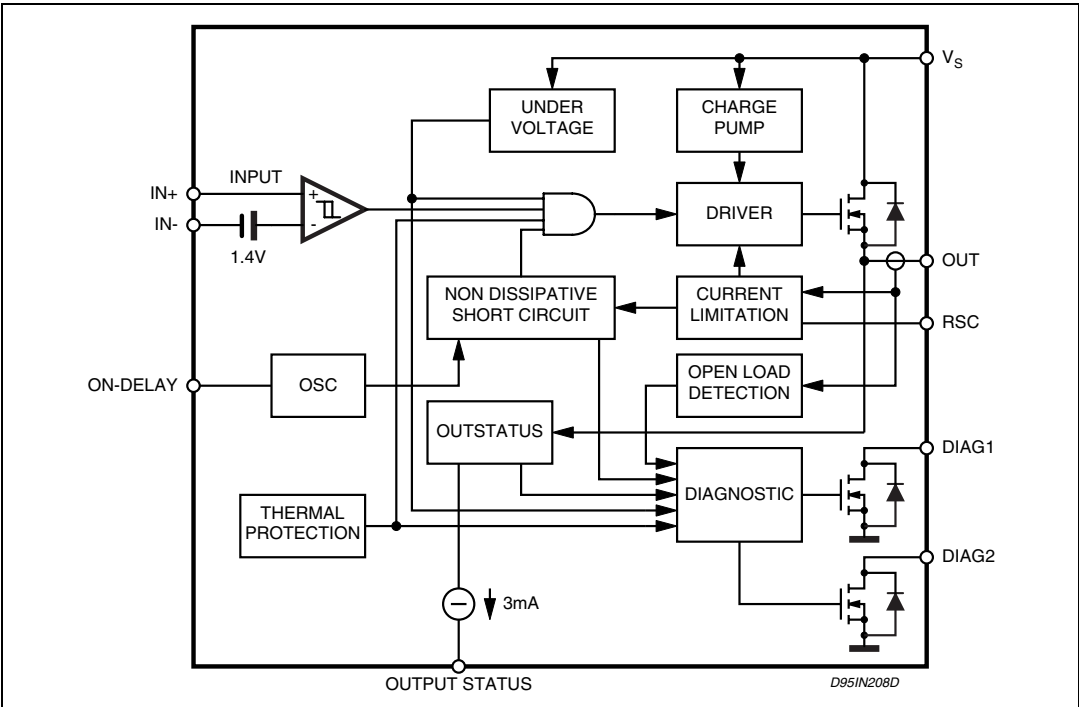 VS
UNDER
VOLTAGE
CHARGE
PUMP
IN+
INPUT
+
IN-
-
1.4V
DRIVER
OUT
NON DISSIPATIVE
SHORT CIRCUIT
CURRENT
LIMITATION
RSC
ON-DELAY
OSC
OPEN LOAD
DETECTION
OUTSTATUS
DIAG1
THERMAL
PROTECTION
DIAGNOSTIC
DIAG2
3mA
OUTPUT STATUS
D95IN208D